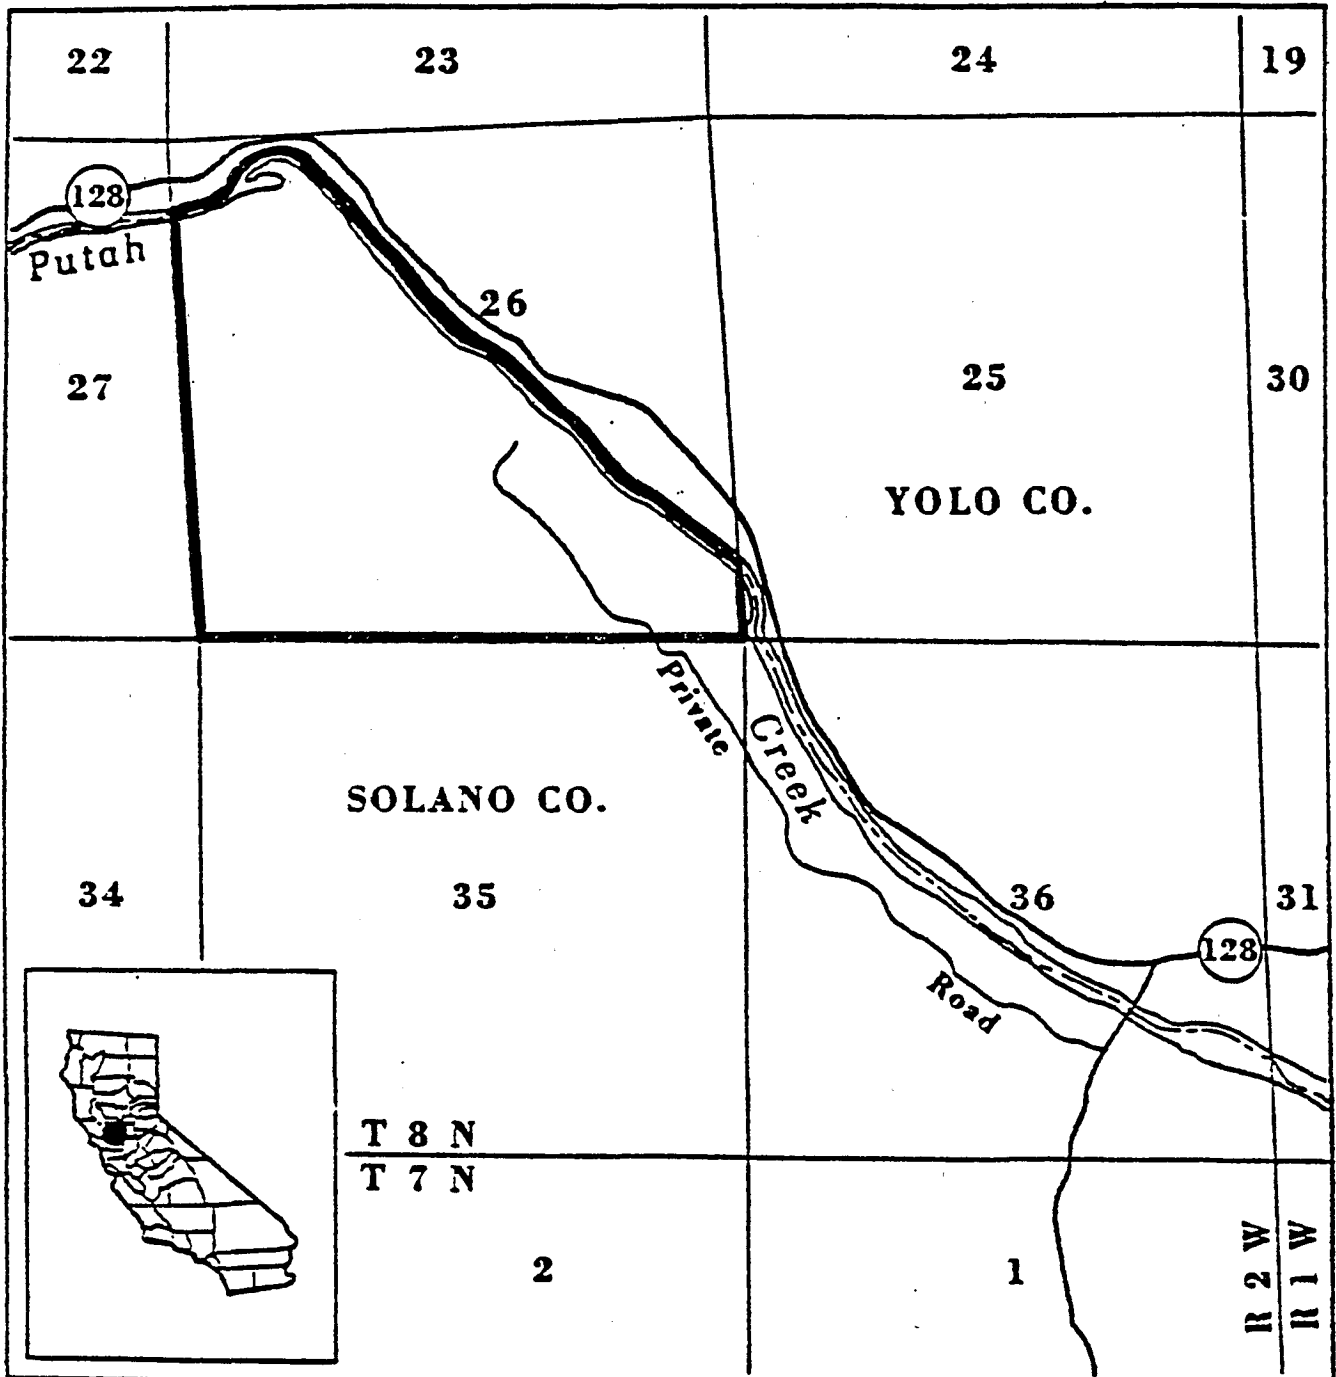 22 23 24 19
128
Putah
26
27 25 30
YOLO CO.
Private
Creek
SOLANO CO.
34 35 36 31
128
Road
T 8 N
T 7 N
R 2 W
R 1 W
2 1